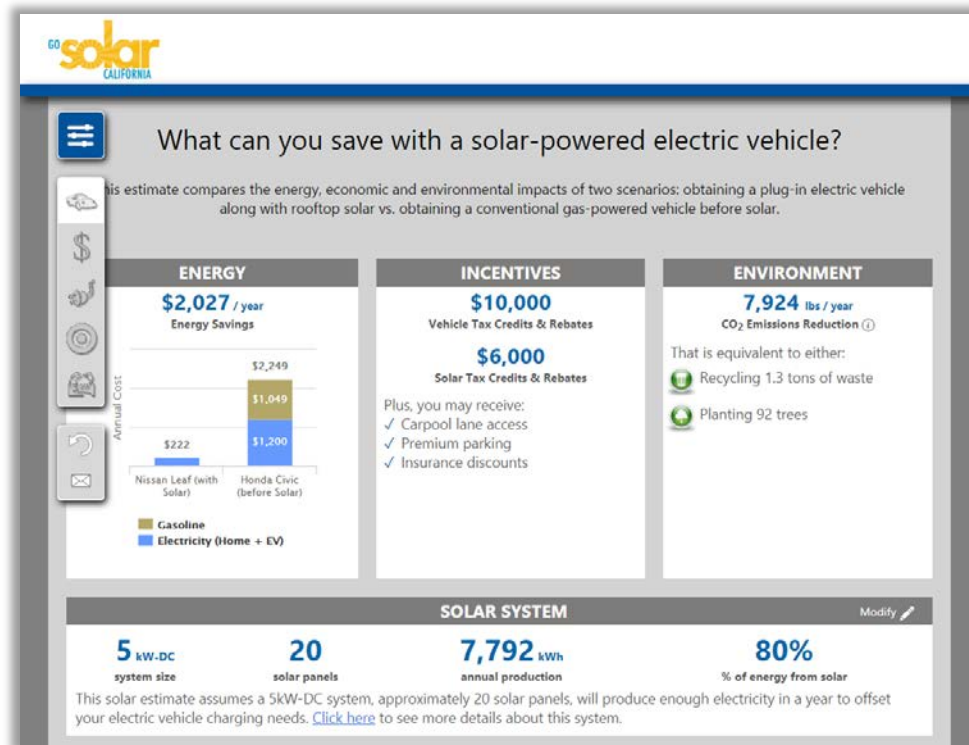 GO
solar
CALIFORNIA
What can you save with a solar-powered electric vehicle?
his estimate compares the energy, economic and environmental impacts of two scenarios: obtaining a plug-in electric vehicle
along with rooftop solar vs. obtaining a conventional gas-powered vehicle before solar.
ENERGY
$2,027 / year
Energy Savings
Annual Cost
$2,249
$1,049
$222
$1,200
Nissan Leaf (with
Solar)
Honda Civic
(before Solar)
Gasoline
Electricity (Home + EV)
INCENTIVES
$10,000
Vehicle Tax Credits & Rebates
$6,000
Solar Tax Credits & Rebates
Plus, you may receive:
✓ Carpool lane access
✓ Premium parking
✓ Insurance discounts
ENVIRONMENT
7,924 lbs / year
CO₂ Emissions Reduction i
That is equivalent to either:
Recycling 1.3 tons of waste
Planting 92 trees
SOLAR SYSTEM
Modify
5 kW-DC
system size
20
solar panels
7,792 kWh
annual production
80%
% of energy from solar
This solar estimate assumes a 5kW-DC system, approximately 20 solar panels, will produce enough electricity in a year to offset
your electric vehicle charging needs. Click here to see more details about this system.